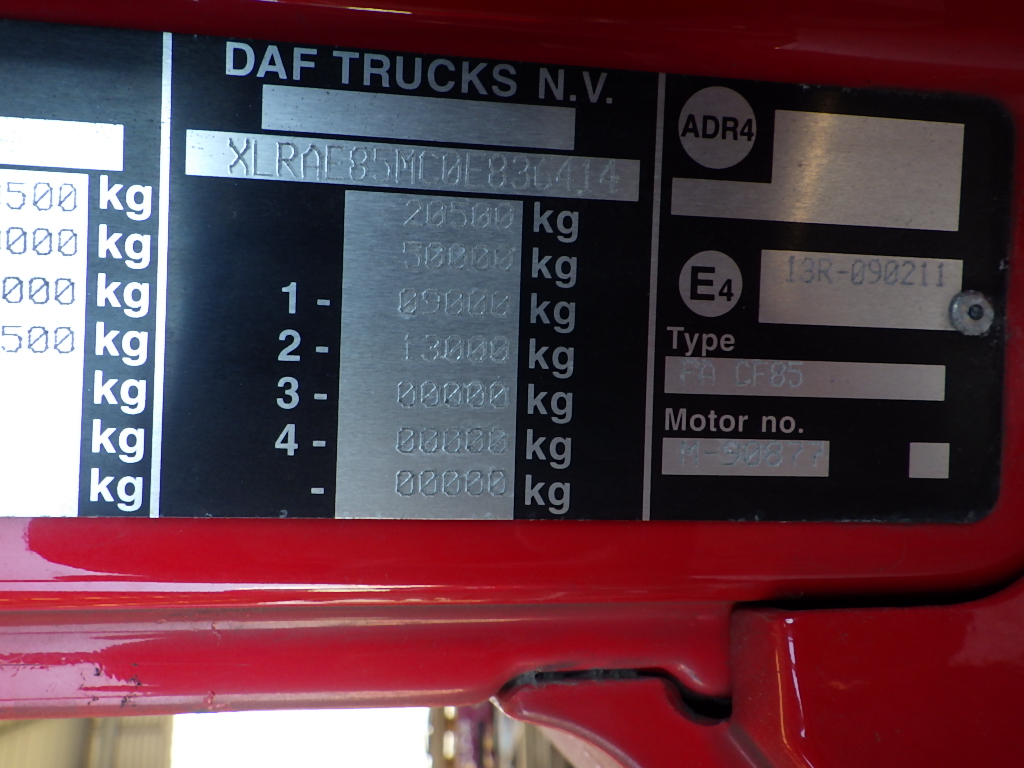 DAF TRUCKS N.V.
XLRAE85MC0E836414
500 kg
20500 kg
000 kg
50000 kg
000 kg
1 - 09000 kg
500 kg
2 - 13000 kg
kg
3 - 00000 kg
kg
4 - 00000 kg
kg
- 00000 kg
ADR4
E4
13R-090211
Type
FA CF85
Motor no.
M-90877